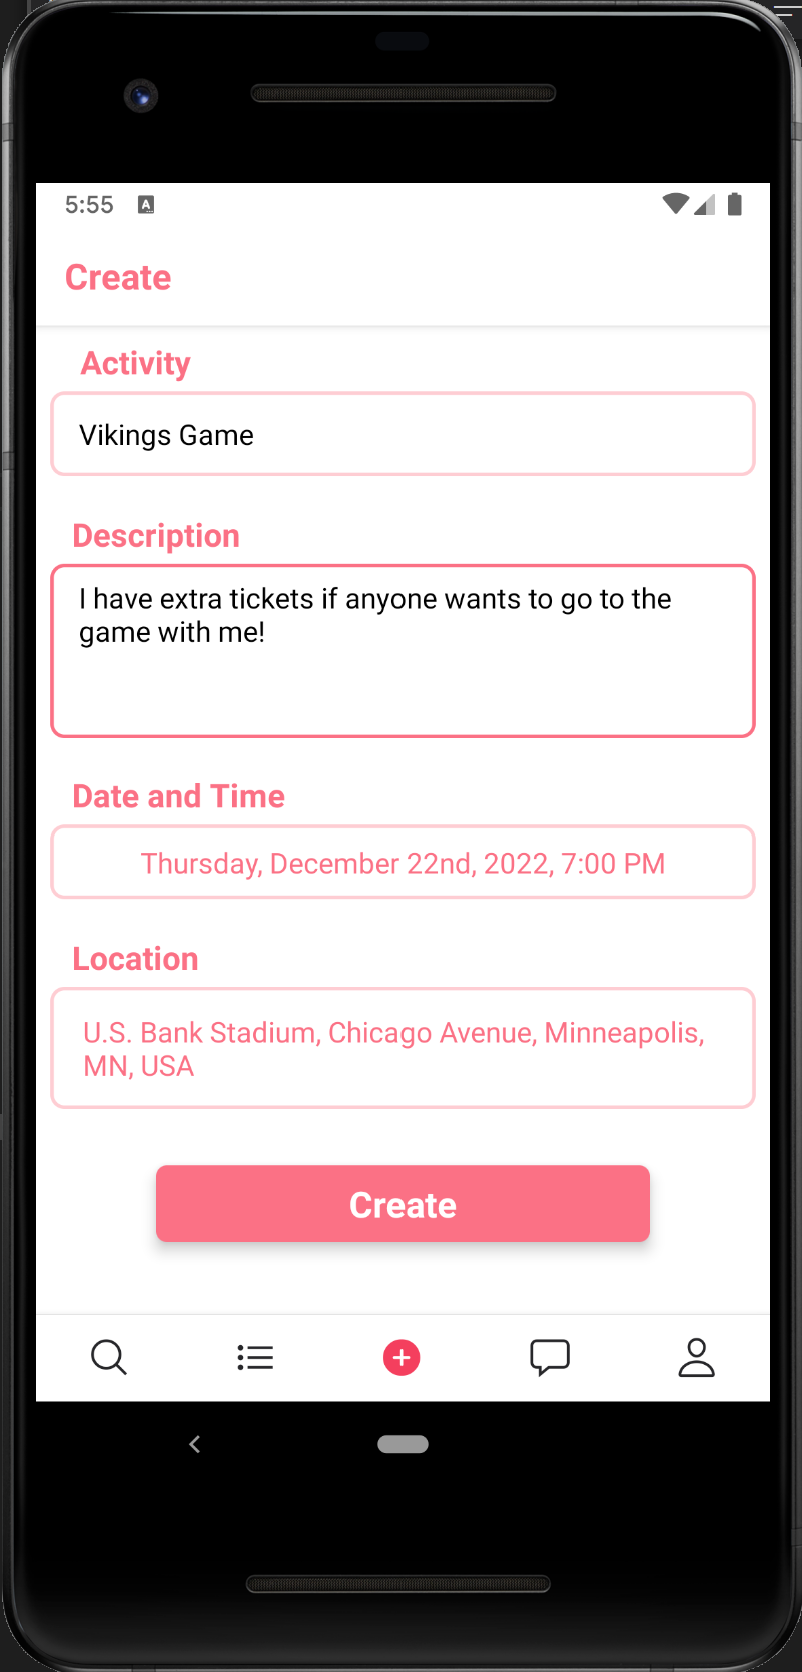 5:55
Create
Activity
Vikings Game
Description
I have extra tickets if anyone wants to go to the
game with me!
Date and Time
Thursday, December 22nd, 2022, 7:00 PM
Location
U.S. Bank Stadium, Chicago Avenue, Minneapolis,
MN, USA
Create